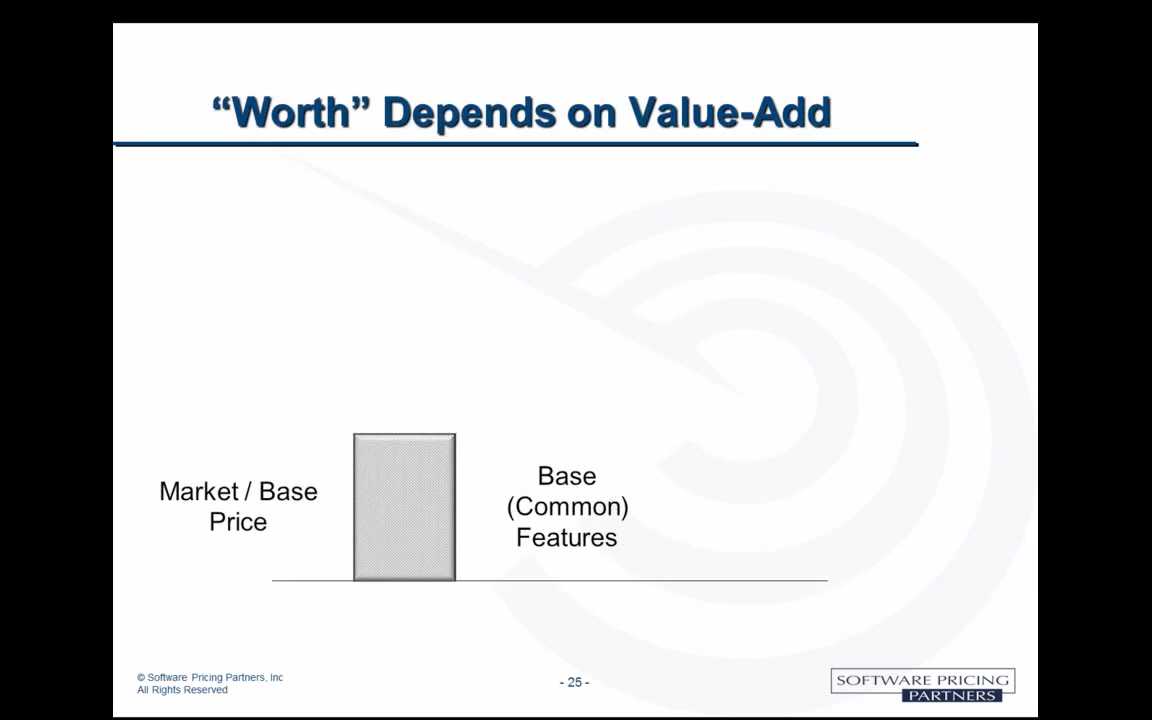 “Worth” Depends on Value-Add
Market / Base
Price
Base
(Common)
Features
© Software Pricing Partners, Inc
All Rights Reserved
- 25 -
SOFTWARE PRICING
PARTNERS